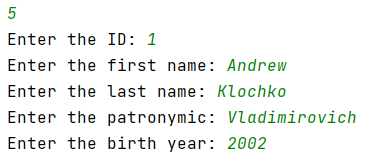 5
Enter the ID: 1
Enter the first name: Andrew
Enter the last name: Klochko
Enter the patronymic: Vladimirovich
Enter the birth year: 2002